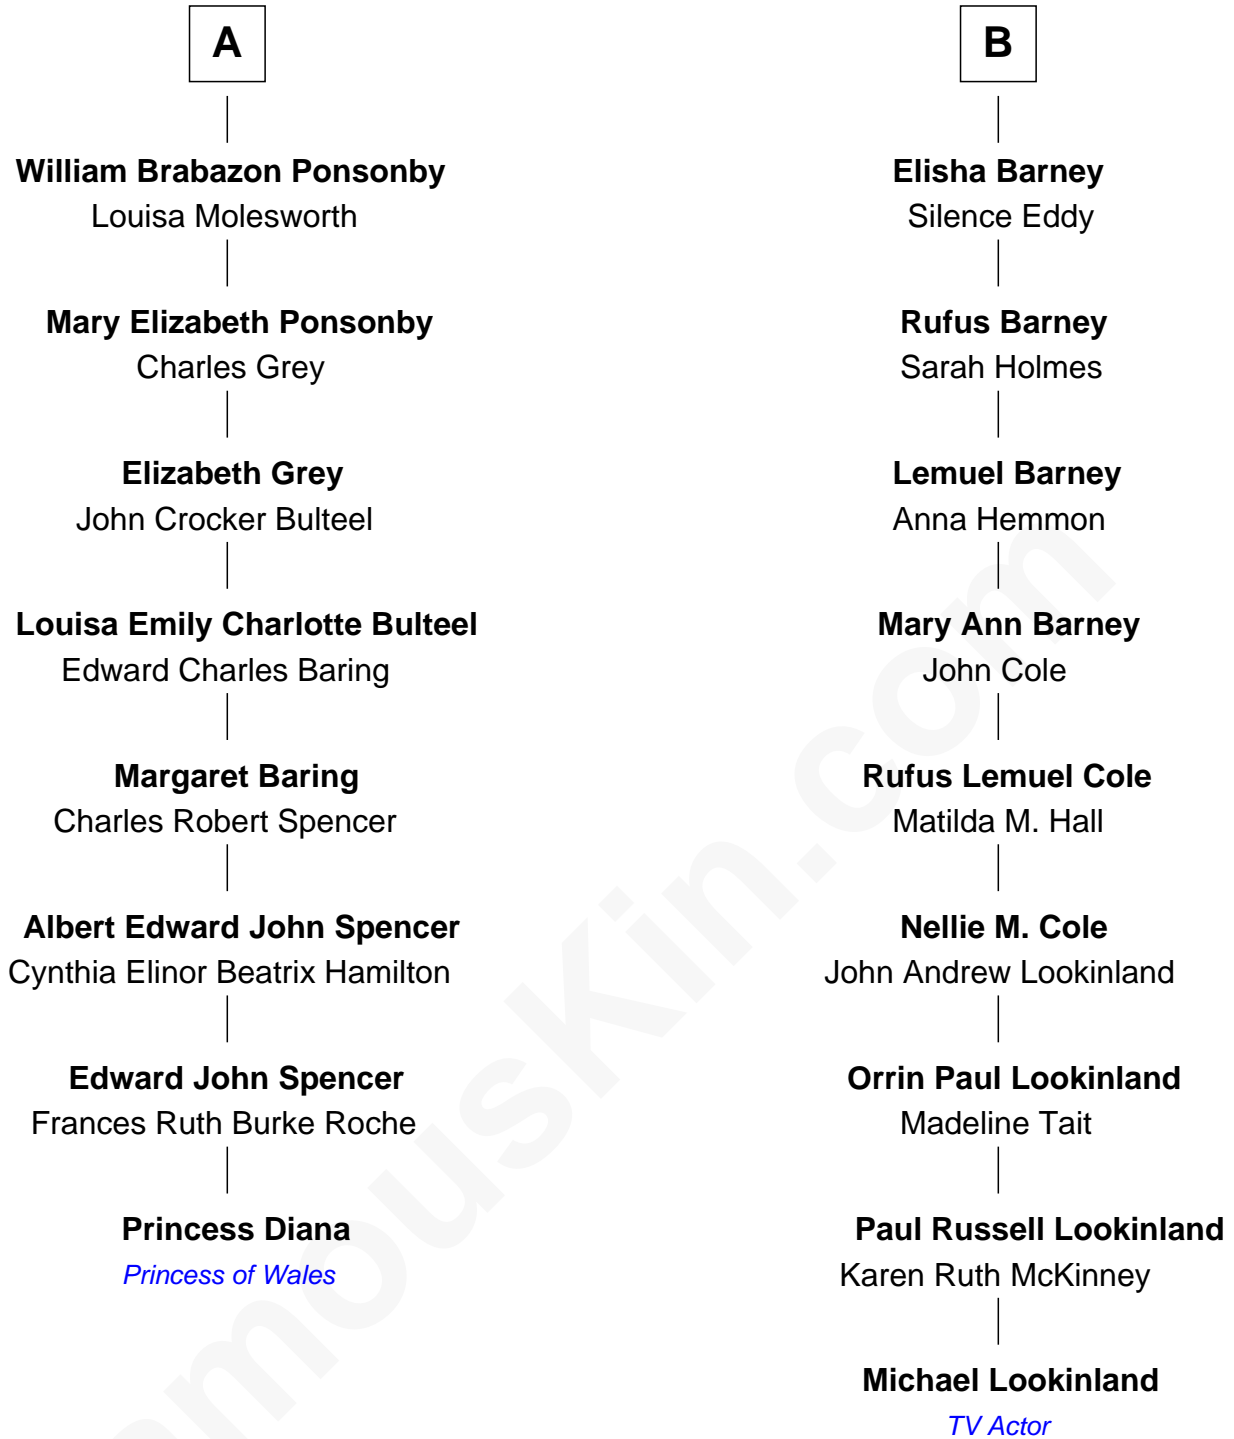 A
William Brabazon Ponsonby
Louisa Molesworth
Mary Elizabeth Ponsonby
Charles Grey
Elizabeth Grey
John Crocker Bulteel
Louisa Emily Charlotte Bulteel
Edward Charles Baring
Margaret Baring
Charles Robert Spencer
Albert Edward John Spencer
Cynthia Elinor Beatrix Hamilton
Edward John Spencer
Frances Ruth Burke Roche
Princess Diana
Princess of Wales
B
Elisha Barney
Silence Eddy
Rufus Barney
Sarah Holmes
Lemuel Barney
Anna Hemmon
Mary Ann Barney
John Cole
Rufus Lemuel Cole
Matilda M. Hall
Nellie M. Cole
John Andrew Lookinland
Orrin Paul Lookinland
Madeline Tait
Paul Russell Lookinland
Karen Ruth McKinney
Michael Lookinland
TV Actor
amouskin.com